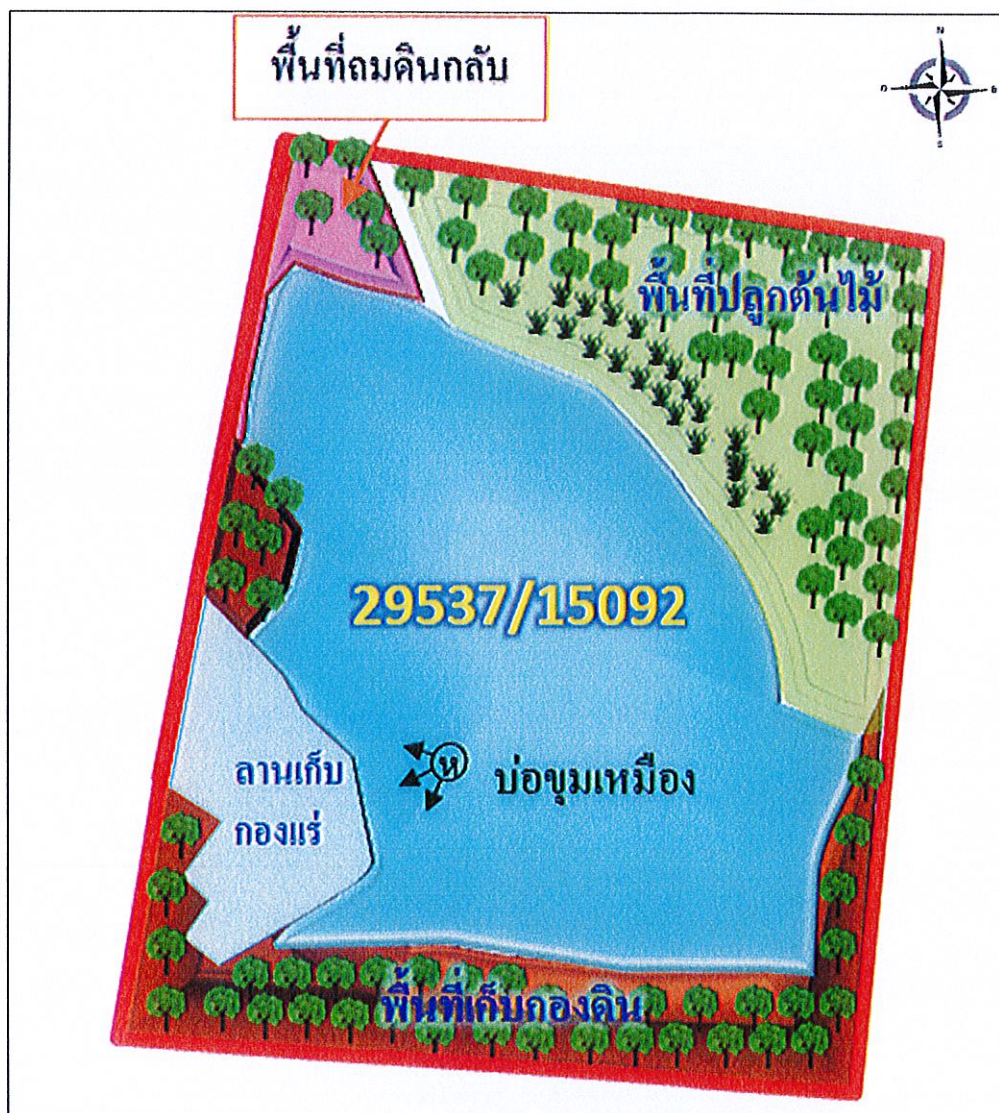 พื้นที่ถมดินกลับ
N
พื้นที่ปลูกต้นไม้
29537/15092
ลานเก็บ
กองแร่
ห
บ่อขุมเหมือง
พื้นที่เก็บกองดิน